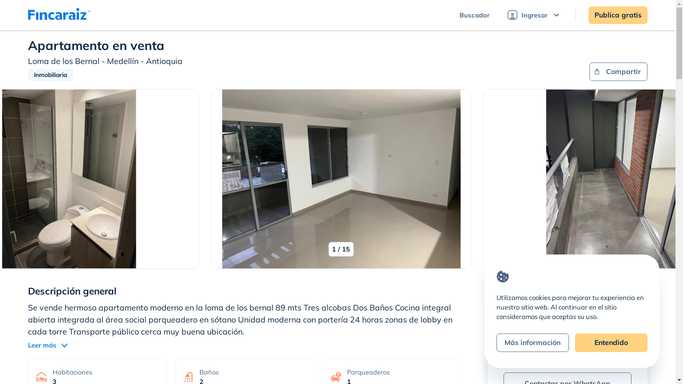 Fincaraiz
Buscador
Ingresar
Publica gratis
Apartamento en venta
Loma de los Bernal - Medellín - Antioquia
Inmobiliaria
Compartir
1 / 15
Descripción general
Se vende hermoso apartamento moderno en la loma de los bernal 89 mts Tres alcobas Dos Baños Cocina integral
abierta integrada al área social parqueadero en sótano Unidad moderna con portería 24 horas zonas de lobby en
cada torre Transporte público cerca muy buena ubicación.
Leer más
Habitaciones
3
Baños
2
Parqueaderos
1
Utilizamos cookies para mejorar tu experiencia en
nuestro sitio web. Al continuar en el sitio
consideramos que aceptas su uso.
Más información
Entendido
Contactar por WhatsApp